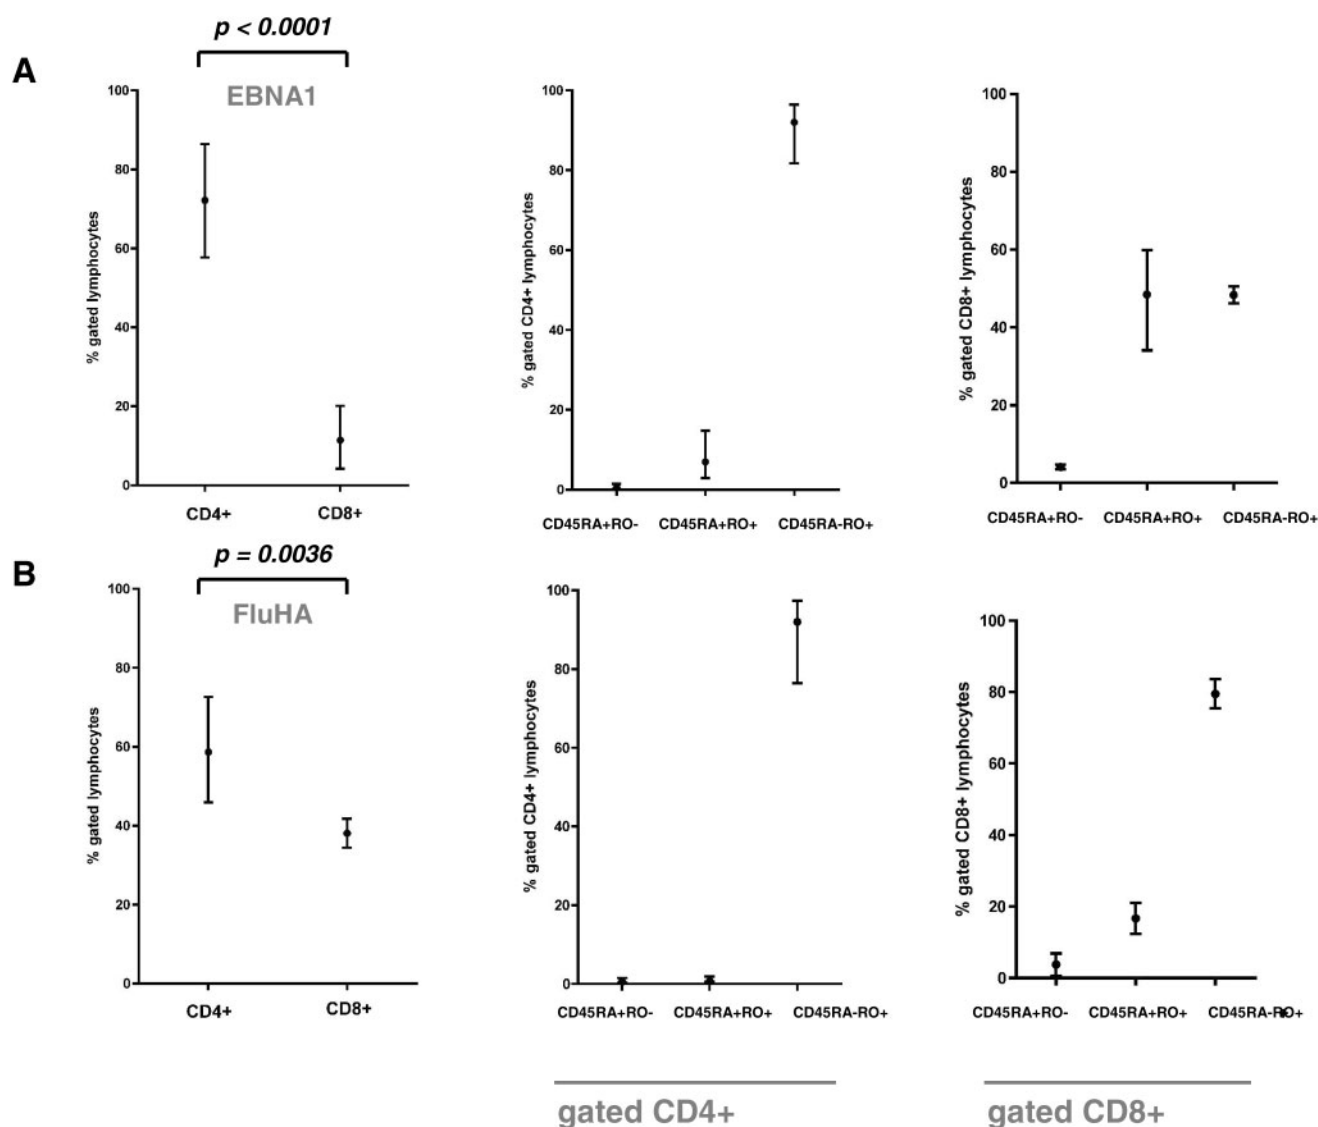 p < 0.0001
A
EBNA1
100
80
60
40
20
0
% gated lymphocytes
CD4+ CD8+
100
80
60
40
20
0
% gated CD4+ lymphocytes
CD45RA+RO- CD45RA+RO+ CD45RA-RO+
100
80
60
40
20
0
% gated CD8+ lymphocytes
CD45RA+RO- CD45RA+RO+ CD45RA-RO+
p = 0.0036
B
FluHA
100
80
60
40
20
0
% gated lymphocytes
CD4+ CD8+
100
80
60
40
20
0
% gated CD4+ lymphocytes
CD45RA+RO- CD45RA+RO+ CD45RA-RO+
100
80
60
40
20
0
% gated CD8+ lymphocytes
CD45RA+RO- CD45RA+RO+ CD45RA-RO+
gated CD4+
gated CD8+